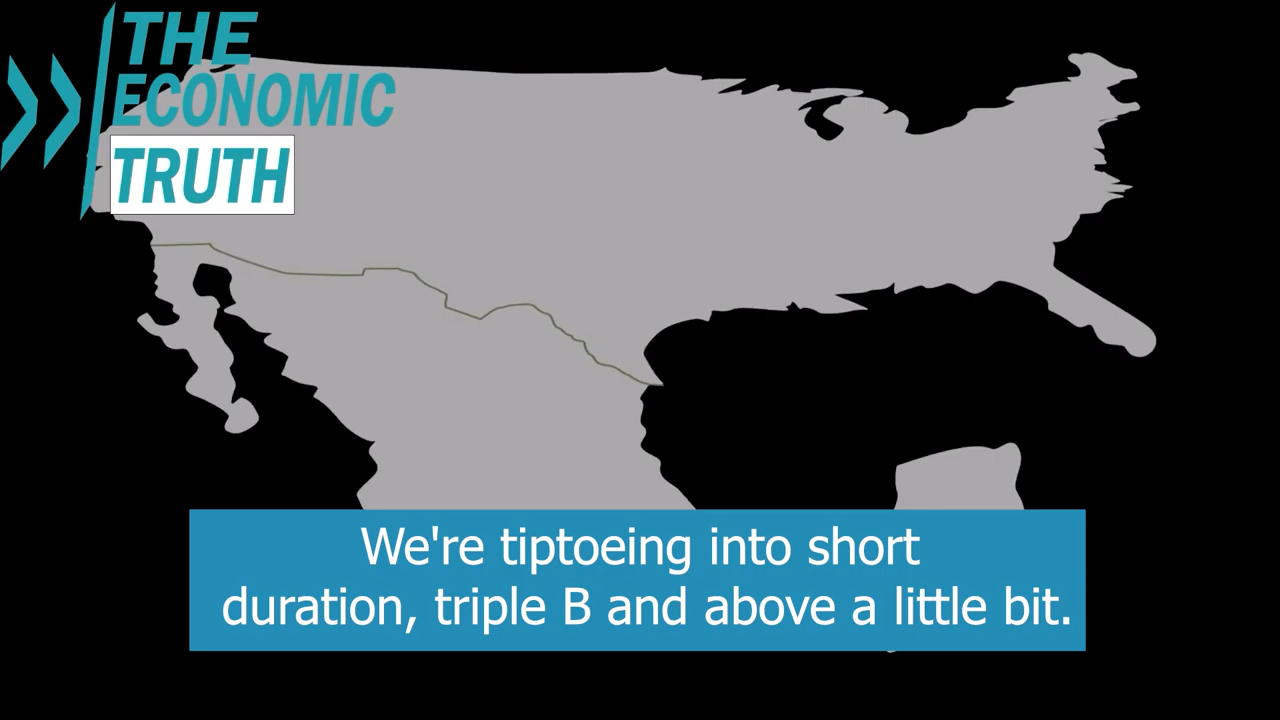 THE
ECONOMIC
TRUTH
We're tiptoeing into short
duration, triple B and above a little bit.